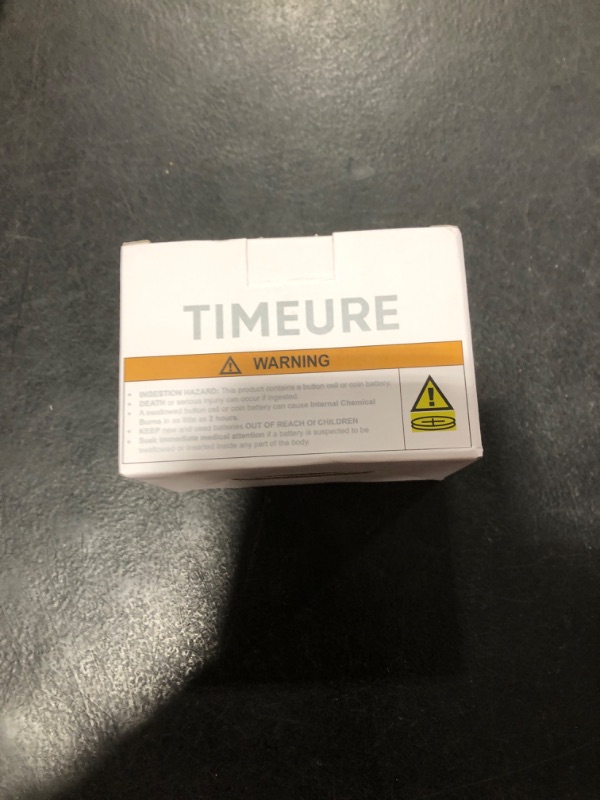 TIMEURE
WARNING
• INGESTION HAZARD: This product contains a button cell or coin battery.
• DEATH or serious injury can occur if ingested.
• A swallowed button cell or coin battery can cause Internal Chemical
Burns in as little as 2 hours.
• KEEP new and used batteries OUT OF REACH OF CHILDREN
• Seek immediate medical attention if a battery is suspected to be
swallowed or inserted inside any part of the body.